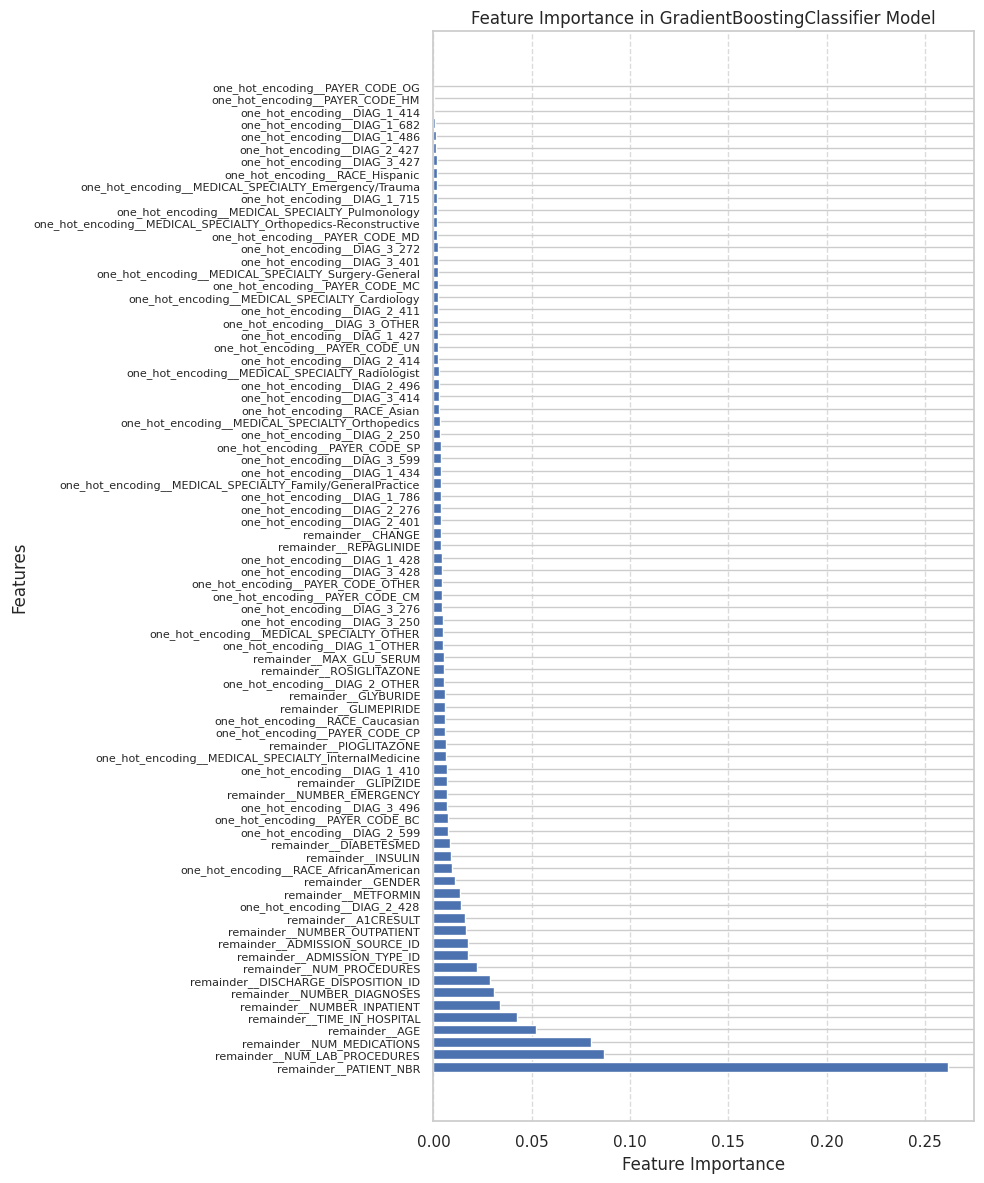 Feature Importance in GradientBoostingClassifier Model
Features
one_hot_encoding__PAYER_CODE_OG
one_hot_encoding__PAYER_CODE_HM
one_hot_encoding__DIAG_1_414
one_hot_encoding__DIAG_1_682
one_hot_encoding__DIAG_1_486
one_hot_encoding__DIAG_2_427
one_hot_encoding__DIAG_3_427
one_hot_encoding__RACE_Hispanic
one_hot_encoding__MEDICAL_SPECIALTY_Emergency/Trauma
one_hot_encoding__DIAG_1_715
one_hot_encoding__MEDICAL_SPECIALTY_Pulmonology
one_hot_encoding__MEDICAL_SPECIALTY_Orthopedics-Reconstructive
one_hot_encoding__PAYER_CODE_MD
one_hot_encoding__DIAG_3_272
one_hot_encoding__DIAG_3_401
one_hot_encoding__MEDICAL_SPECIALTY_Surgery-General
one_hot_encoding__PAYER_CODE_MC
one_hot_encoding__MEDICAL_SPECIALTY_Cardiology
one_hot_encoding__DIAG_2_411
one_hot_encoding__DIAG_3_OTHER
one_hot_encoding__DIAG_1_427
one_hot_encoding__PAYER_CODE_UN
one_hot_encoding__DIAG_2_414
one_hot_encoding__MEDICAL_SPECIALTY_Radiologist
one_hot_encoding__DIAG_2_496
one_hot_encoding__DIAG_3_414
one_hot_encoding__RACE_Asian
one_hot_encoding__MEDICAL_SPECIALTY_Orthopedics
one_hot_encoding__DIAG_2_250
one_hot_encoding__PAYER_CODE_SP
one_hot_encoding__DIAG_3_599
one_hot_encoding__DIAG_1_434
one_hot_encoding__MEDICAL_SPECIALTY_Family/GeneralPractice
one_hot_encoding__DIAG_1_786
one_hot_encoding__DIAG_2_276
one_hot_encoding__DIAG_2_401
remainder__CHANGE
remainder__REPAGLINIDE
one_hot_encoding__DIAG_1_428
one_hot_encoding__DIAG_3_428
one_hot_encoding__PAYER_CODE_OTHER
one_hot_encoding__PAYER_CODE_CM
one_hot_encoding__DIAG_3_276
one_hot_encoding__DIAG_3_250
one_hot_encoding__MEDICAL_SPECIALTY_OTHER
one_hot_encoding__DIAG_1_OTHER
remainder__MAX_GLU_SERUM
remainder__ROSIGLITAZONE
one_hot_encoding__DIAG_2_OTHER
remainder__GLYBURIDE
remainder__GLIMEPIRIDE
one_hot_encoding__RACE_Caucasian
one_hot_encoding__PAYER_CODE_CP
remainder__PIOGLITAZONE
one_hot_encoding__MEDICAL_SPECIALTY_InternalMedicine
one_hot_encoding__DIAG_1_410
remainder__GLIPIZIDE
remainder__NUMBER_EMERGENCY
one_hot_encoding__DIAG_3_496
one_hot_encoding__PAYER_CODE_BC
one_hot_encoding__DIAG_2_599
remainder__DIABETESMED
remainder__INSULIN
one_hot_encoding__RACE_AfricanAmerican
remainder__GENDER
remainder__METFORMIN
one_hot_encoding__DIAG_2_428
remainder__A1CRESULT
remainder__NUMBER_OUTPATIENT
remainder__ADMISSION_SOURCE_ID
remainder__ADMISSION_TYPE_ID
remainder__NUM_PROCEDURES
remainder__DISCHARGE_DISPOSITION_ID
remainder__NUMBER_DIAGNOSES
remainder__NUMBER_INPATIENT
remainder__TIME_IN_HOSPITAL
remainder__AGE
remainder__NUM_MEDICATIONS
remainder__NUM_LAB_PROCEDURES
remainder__PATIENT_NBR
0.00 0.05 0.10 0.15 0.20 0.25
Feature Importance